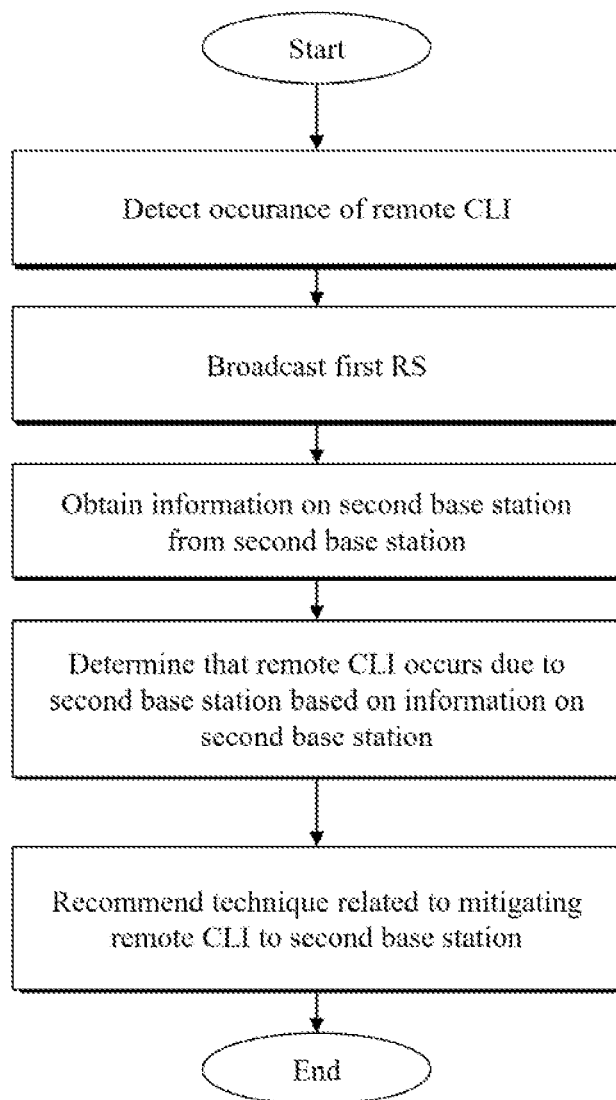 Start
Detect occurance of remote CLI
Broadcast first RS
Obtain information on second base station
from second base station
Determine that remote CLI occurs due to
second base station based on information on
second base station
Recommend technique related to mitigating
remote CLI to second base station
End